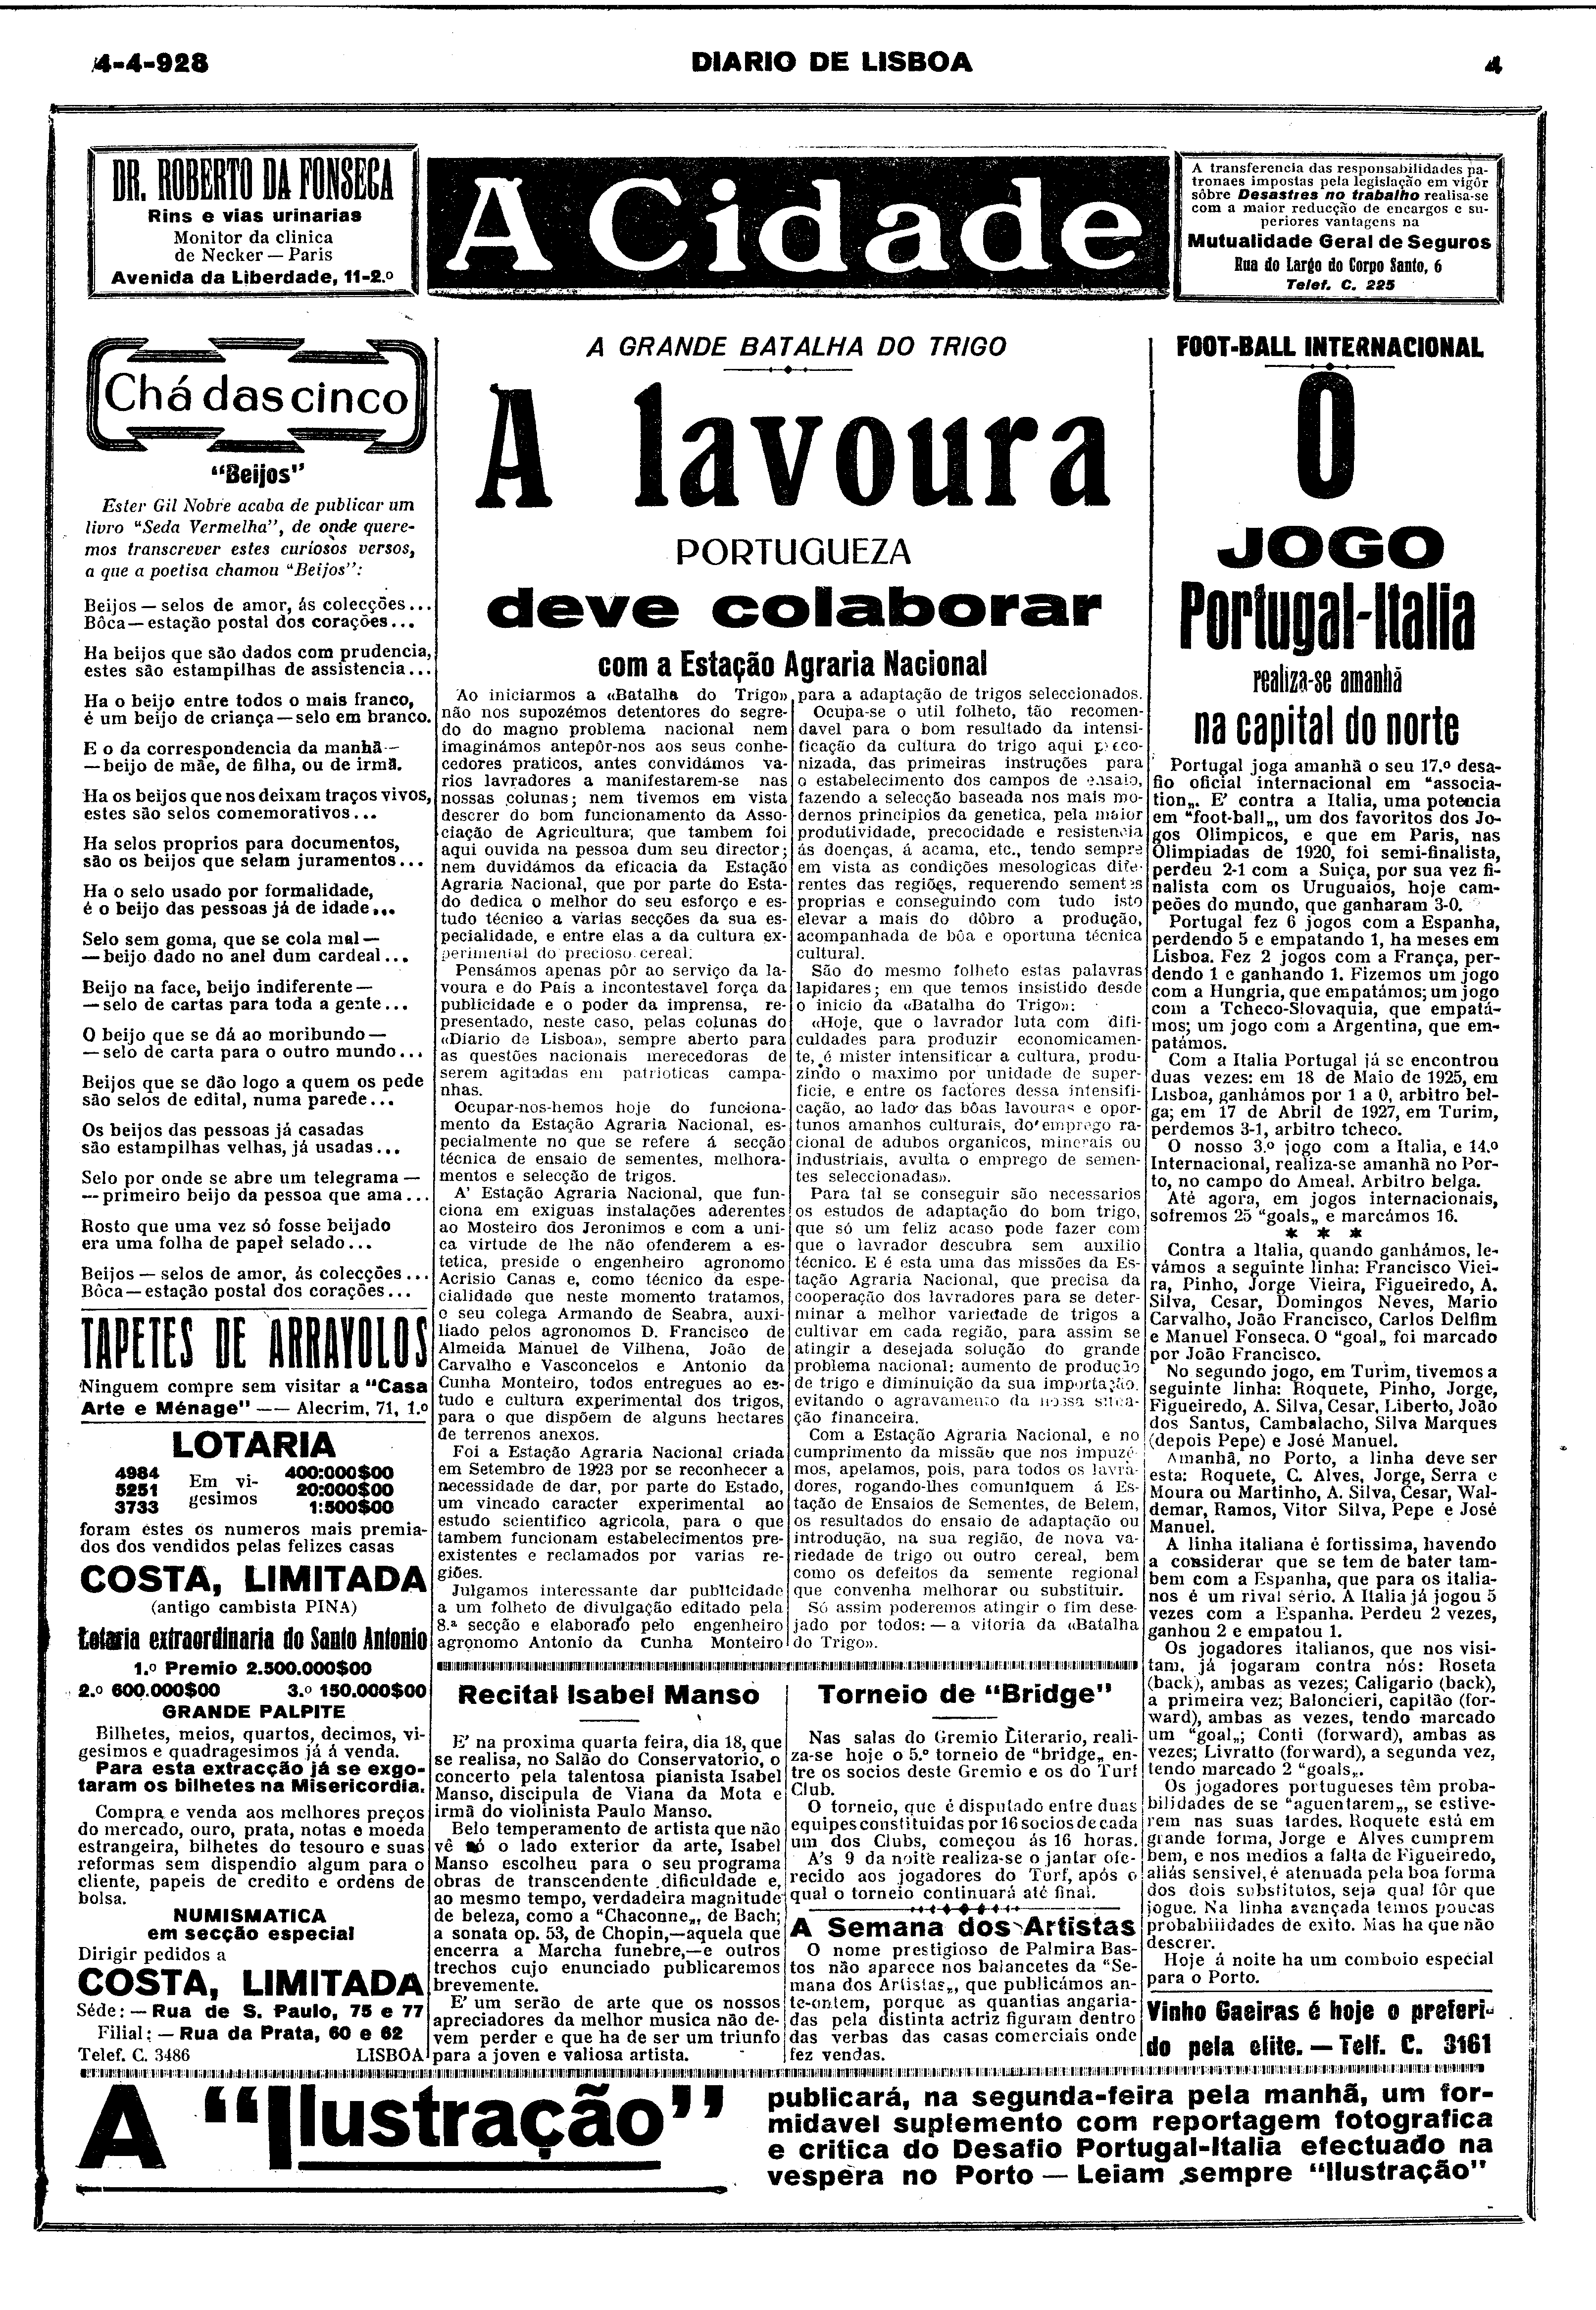 4-4-928
DIARIO DE LISBOA
4
DR. ROBERTO DA FONSECA
Rins e vias urinarias
Monitor da clinica
de Necker — Paris
Avenida da Liberdade, 11-2.º
A Cidade
A transferencia das responsabilidades pa-
tronaes impostas pela legislação em vigôr
sôbre Desastres no trabalho realisa-se
com a maior reducção de encargos e su-
periores vantagens na
Mutualidade Geral de Seguros
Rua do Largo do Corpo Santo, 6
Telef. C. 225
Chá das cinco
"Beijos"
Ester Gil Nobre acaba de publicar um
livro "Seda Vermelha", de onde quere-
mos transcrever estes curiosos versos,
a que a poetisa chamou "Beijos":
Beijos — selos de amor, ás colecções...
Bôca — estação postal dos corações...
Ha beijos que são dados com prudencia,
estes são estampilhas de assistencia...
Ha o beijo entre todos o mais franco,
é um beijo de criança — selo em branco.
E o da correspondencia da manhã —
— beijo de mãe, de filha, ou de irmã.
Ha os beijos que nos deixam traços vivos,
estes são selos comemorativos...
Ha selos proprios para documentos,
são os beijos que selam juramentos...
Ha o selo usado por formalidade,
é o beijo das pessoas já de idade...
Selo sem goma, que se cola mal —
— beijo dado no anel dum cardeal...
Beijo na face, beijo indiferente —
— selo de cartas para toda a gente...
O beijo que se dá ao moribundo —
— selo de carta para o outro mundo...
Beijos que se dão logo a quem os pede
são selos de edital, numa parede...
Os beijos das pessoas já casadas
são estampilhas velhas, já usadas...
Selo por onde se abre um telegrama —
— primeiro beijo da pessoa que ama...
Rosto que uma vez só fosse beijado
era uma folha de papel selado...
Beijos — selos de amor, ás colecções...
Bôca — estação postal dos corações...
TAPETES DE ARRAYOLOS
Ninguem compre sem visitar a "Casa
Arte e Ménage" —— Alecrim, 71, 1.º
LOTARIA
4984 400:000$00
5251 Em vi- 20:000$00
3733 gesimos 1:500$00
foram êstes os numeros mais premia-
dos dos vendidos pelas felizes casas
COSTA, LIMITADA
(antigo cambista PINA)
Lotaria extraordinaria do Santo Antonio
1.º Premio 2.500.000$00
2.º 600.000$00 3.º 150.000$00
GRANDE PALPITE
Bilhetes, meios, quartos, decimos, vi-
gesimos e quadragesimos já á venda.
Para esta extracção já se exgo-
taram os bilhetes na Misericordia.
Compra e venda aos melhores preços
do mercado, ouro, prata, notas e moeda
estrangeira, bilhetes do tesouro e suas
reformas sem dispendio algum para o
cliente, papeis de credito e ordens de
bolsa.
NUMISMATICA
em secção especial
Dirigir pedidos a
COSTA, LIMITADA
Séde: — Rua de S. Paulo, 75 e 77
Filial: — Rua da Prata, 60 e 62
Telef. C. 3486 LISBOA
A GRANDE BATALHA DO TRIGO
A lavoura
PORTUGUEZA
deve colaborar
com a Estação Agraria Nacional
Ao iniciarmos a «Batalha do Trigo»
não nos supozémos detentores do segre-
do do magno problema nacional nem
imaginámos antepôr-nos aos seus conhe-
cedores praticos, antes convidámos va-
rios lavradores a manifestarem-se nas
nossas colunas; nem tivemos em vista
descrer do bom funcionamento da Asso-
ciação de Agricultura, que tambem foi
aqui ouvida na pessoa dum seu director;
nem duvidámos da eficacia da Estação
Agraria Nacional, que por parte do Esta-
do dedica o melhor do seu esforço e es-
tudo técnico a varias secções da sua es-
pecialidade, e entre elas a da cultura ex-
perimental do precioso cereal.
Pensámos apenas pôr ao serviço da la-
voura e do País a incontestavel força da
publicidade e o poder da imprensa, re-
presentado, neste caso, pelas colunas do
«Diario de Lisboa», sempre aberto para
as questões nacionais merecedoras de
serem agitadas em patrioticas campa-
nhas.
Ocupar-nos-hemos hoje do funciona-
mento da Estação Agraria Nacional, es-
pecialmente no que se refere á secção
técnica de ensaio de sementes, melhora-
mentos e selecção de trigos.
A' Estação Agraria Nacional, que fun-
ciona em exiguas instalações aderentes
ao Mosteiro dos Jeronimos e com a uni-
ca virtude de lhe não ofenderem a es-
tetica, preside o engenheiro agronomo
Acrisio Canas e, como técnico da espe-
cialidade que neste momento tratamos,
o seu colega Armando de Seabra, auxi-
liado pelos agronomos D. Francisco de
Almeida Manuel de Vilhena, João de
Carvalho e Vasconcelos e Antonio da
Cunha Monteiro, todos entregues ao es-
tudo e cultura experimental dos trigos,
para o que dispõem de alguns hectares
de terrenos anexos.
Foi a Estação Agraria Nacional criada
em Setembro de 1923 por se reconhecer a
necessidade de dar, por parte do Estado,
um vincado caracter experimental ao
estudo scientifico agricola, para o que
tambem funcionam estabelecimentos pre-
existentes e reclamados por varias re-
giões.
Julgamos interessante dar publicidade
a um folheto de divulgação editado pela
8.ª secção e elaborado pelo engenheiro
agronomo Antonio da Cunha Monteiro
para a adaptação de trigos seleccionados.
Ocupa-se o util folheto, tão recomen-
davel para o bom resultado da intensi-
ficação da cultura do trigo aqui preco-
nizada, das primeiras instruções para
o estabelecimento dos campos de ensaio,
fazendo a selecção baseada nos mais mo-
dernos principios da genetica, pela maior
produtividade, precocidade e resistencia
ás doenças, á acama, etc., tendo sempre
em vista as condições mesologicas dife-
rentes das regiões, requerendo sementes
proprias e conseguindo com tudo isto
elevar a mais do dôbro a produção,
acompanhada de bôa e oportuna técnica
cultural.
São do mesmo folheto estas palavras
lapidares; em que temos insistido desde
o inicio da «Batalha do Trigo»:
«Hoje, que o lavrador luta com difi-
culdades para produzir economicamen-
te, é mister intensificar a cultura, produ-
zindo o maximo por unidade de super-
ficie, e entre os factores dessa intensifi-
cação, ao lado das bôas lavouras e opor-
tunos amanhos culturais, do emprego ra-
cional de adubos organicos, minerais ou
industriais, avulta o emprego de semen-
tes seleccionadas».
Para tal se conseguir são necessarios
os estudos de adaptação do bom trigo,
que só um feliz acaso pode fazer com
que o lavrador descubra sem auxilio
técnico. E é esta uma das missões da Es-
tação Agraria Nacional, que precisa da
cooperação dos lavradores para se deter-
minar a melhor variedade de trigos a
cultivar em cada região, para assim se
atingir a desejada solução do grande
problema nacional: aumento de produção
de trigo e diminuição da sua importação,
evitando o agravamento da nossa situa-
ção financeira.
Com a Estação Agraria Nacional, e no
cumprimento da missão que nos impuzé-
mos, apelamos, pois, para todos os lavra-
dores, rogando-lhes comuniquem á Es-
tação de Ensaios de Sementes, de Belem,
os resultados do ensaio de adaptação ou
introdução, na sua região, de nova va-
riedade de trigo ou outro cereal, bem
como os defeitos da semente regional
que convenha melhorar ou substituir.
Só assim poderemos atingir o fim dese-
jado por todos: — a vitoria da «Batalha
do Trigo».
Recital Isabel Manso
E' na proxima quarta feira, dia 18, que
se realisa, no Salão do Conservatorio, o
concerto pela talentosa pianista Isabel
Manso, discipula de Viana da Mota e
irmã do violinista Paulo Manso.
Belo temperamento de artista que não
vê só o lado exterior da arte, Isabel
Manso escolheu para o seu programa
obras de transcendente dificuldade e,
ao mesmo tempo, verdadeira magnitude
de beleza, como a "Chaconne„, de Bach;
a sonata op. 53, de Chopin,—aquela que
encerra a Marcha funebre,—e outros
trechos cujo enunciado publicaremos
brevemente.
E' um serão de arte que os nossos
apreciadores da melhor musica não de-
vem perder e que ha de ser um triunfo
para a joven e valiosa artista.
Torneio de "Bridge"
Nas salas do Gremio Literario, reali-
za-se hoje o 5.º torneio de "bridge„ en-
tre os socios deste Gremio e os do Turf
Club.
O torneio, que é disputado entre duas
equipes constituidas por 16 socios de cada
um dos Clubs, começou ás 16 horas.
A's 9 da noite realiza-se o jantar ofe-
recido aos jogadores do Turf, após o
qual o torneio continuará até final.
A Semana dos Artistas
O nome prestigioso de Palmira Bas-
tos não aparece nos balancetes da "Se-
mana dos Artistas„, que publicámos an-
te-ontem, porque as quantias angaria-
das pela distinta actriz figuram dentro
das verbas das casas comerciais onde
fez vendas.
FOOT-BALL INTERNACIONAL
O
JOGO
Portugal-Italia
realiza-se amanhã
na capital do norte
Portugal joga amanhã o seu 17.º desa-
fio oficial internacional em "associa-
tion„. E' contra a Italia, uma potencia
em "foot-ball„, um dos favoritos dos Jo-
gos Olimpicos, e que em Paris, nas
Olimpiadas de 1920, foi semi-finalista,
perdeu 2-1 com a Suiça, por sua vez fi-
nalista com os Uruguaios, hoje cam-
peões do mundo, que ganharam 3-0.
Portugal fez 6 jogos com a Espanha,
perdendo 5 e empatando 1, ha meses em
Lisboa. Fez 2 jogos com a França, per-
dendo 1 e ganhando 1. Fizemos um jogo
com a Hungria, que empatámos; um jogo
com a Tcheco-Slovaquia, que empatá-
mos; um jogo com a Argentina, que em-
patámos.
Com a Italia Portugal já se encontrou
duas vezes: em 18 de Maio de 1925, em
Lisboa, ganhámos por 1 a 0, arbitro bel-
ga; em 17 de Abril de 1927, em Turim,
perdemos 3-1, arbitro tcheco.
O nosso 3.º jogo com a Italia, e 14.º
Internacional, realiza-se amanhã no Por-
to, no campo do Ameal. Arbitro belga.
Até agora, em jogos internacionais,
sofremos 25 "goals„ e marcámos 16.
* * *
Contra a Italia, quando ganhámos, le-
vámos a seguinte linha: Francisco Viei-
ra, Pinho, Jorge Vieira, Figueiredo, A.
Silva, Cesar, Domingos Neves, Mario
Carvalho, João Francisco, Carlos Delfim
e Manuel Fonseca. O "goal„ foi marcado
por João Francisco.
No segundo jogo, em Turim, tivemos a
seguinte linha: Roquete, Pinho, Jorge,
Figueiredo, A. Silva, Cesar, Liberto, João
dos Santos, Cambalacho, Silva Marques
(depois Pepe) e José Manuel.
Amanhã, no Porto, a linha deve ser
esta: Roquete, C. Alves, Jorge, Serra e
Moura ou Martinho, A. Silva, Cesar, Wal-
demar, Ramos, Vitor Silva, Pepe e José
Manuel.
A linha italiana é fortissima, havendo
a considerar que se tem de bater tam-
bem com a Espanha, que para os italia-
nos é um rival sério. A Italia já jogou 5
vezes com a Espanha. Perdeu 2 vezes,
ganhou 2 e empatou 1.
Os jogadores italianos, que nos visi-
tam, já jogaram contra nós: Roseta
(back), ambas as vezes; Caligario (back),
a primeira vez; Baloncieri, capitão (for-
ward), ambas as vezes, tendo marcado
um "goal„; Conti (forward), ambas as
vezes; Livratto (forward), a segunda vez,
tendo marcado 2 "goals„.
Os jogadores portugueses têm proba-
bilidades de se "aguentarem„, se estive-
rem nas suas tardes. Roquete está em
grande forma, Jorge e Alves cumprem
bem, e nos médios a falta de Figueiredo,
aliás sensivel, é atenuada pela boa forma
dos dois substitutos, seja qual fôr que
jogue. Na linha avançada temos poucas
probabilidades de exito. Mas ha que não
descrer.
Hoje á noite ha um comboio especial
para o Porto.
Vinho Gaeiras é hoje o preferi-
do pela elite. — Telf. C. 3161
A "Ilustração"
publicará, na segunda-feira pela manhã, um for-
midavel suplemento com reportagem fotografica
e critica do Desafio Portugal-Italia efectuado na
vespera no Porto — Leiam sempre "Ilustração"